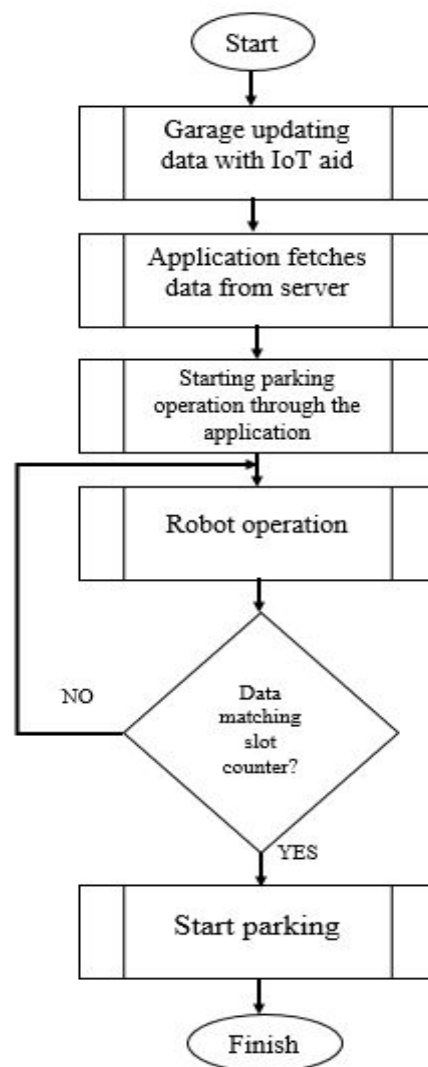 Start
Garage updating
data with IoT aid
Application fetches
data from server
Starting parking
operation through the
application
Robot operation
NO
Data
matching
slot
counter?
YES
Start parking
Finish